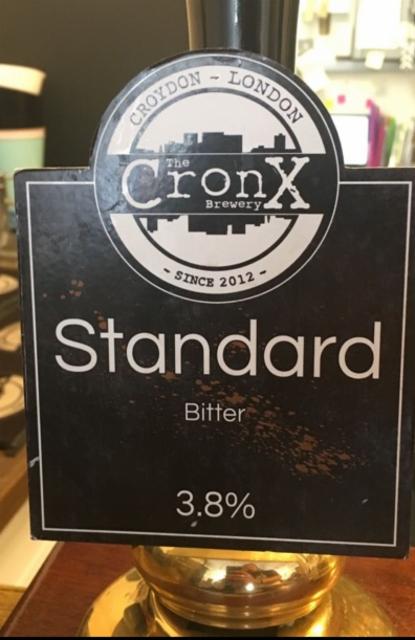 CROYDON - LONDON
The
CronX
Brewery
- SINCE 2012 -
Standard
Bitter
3.8%